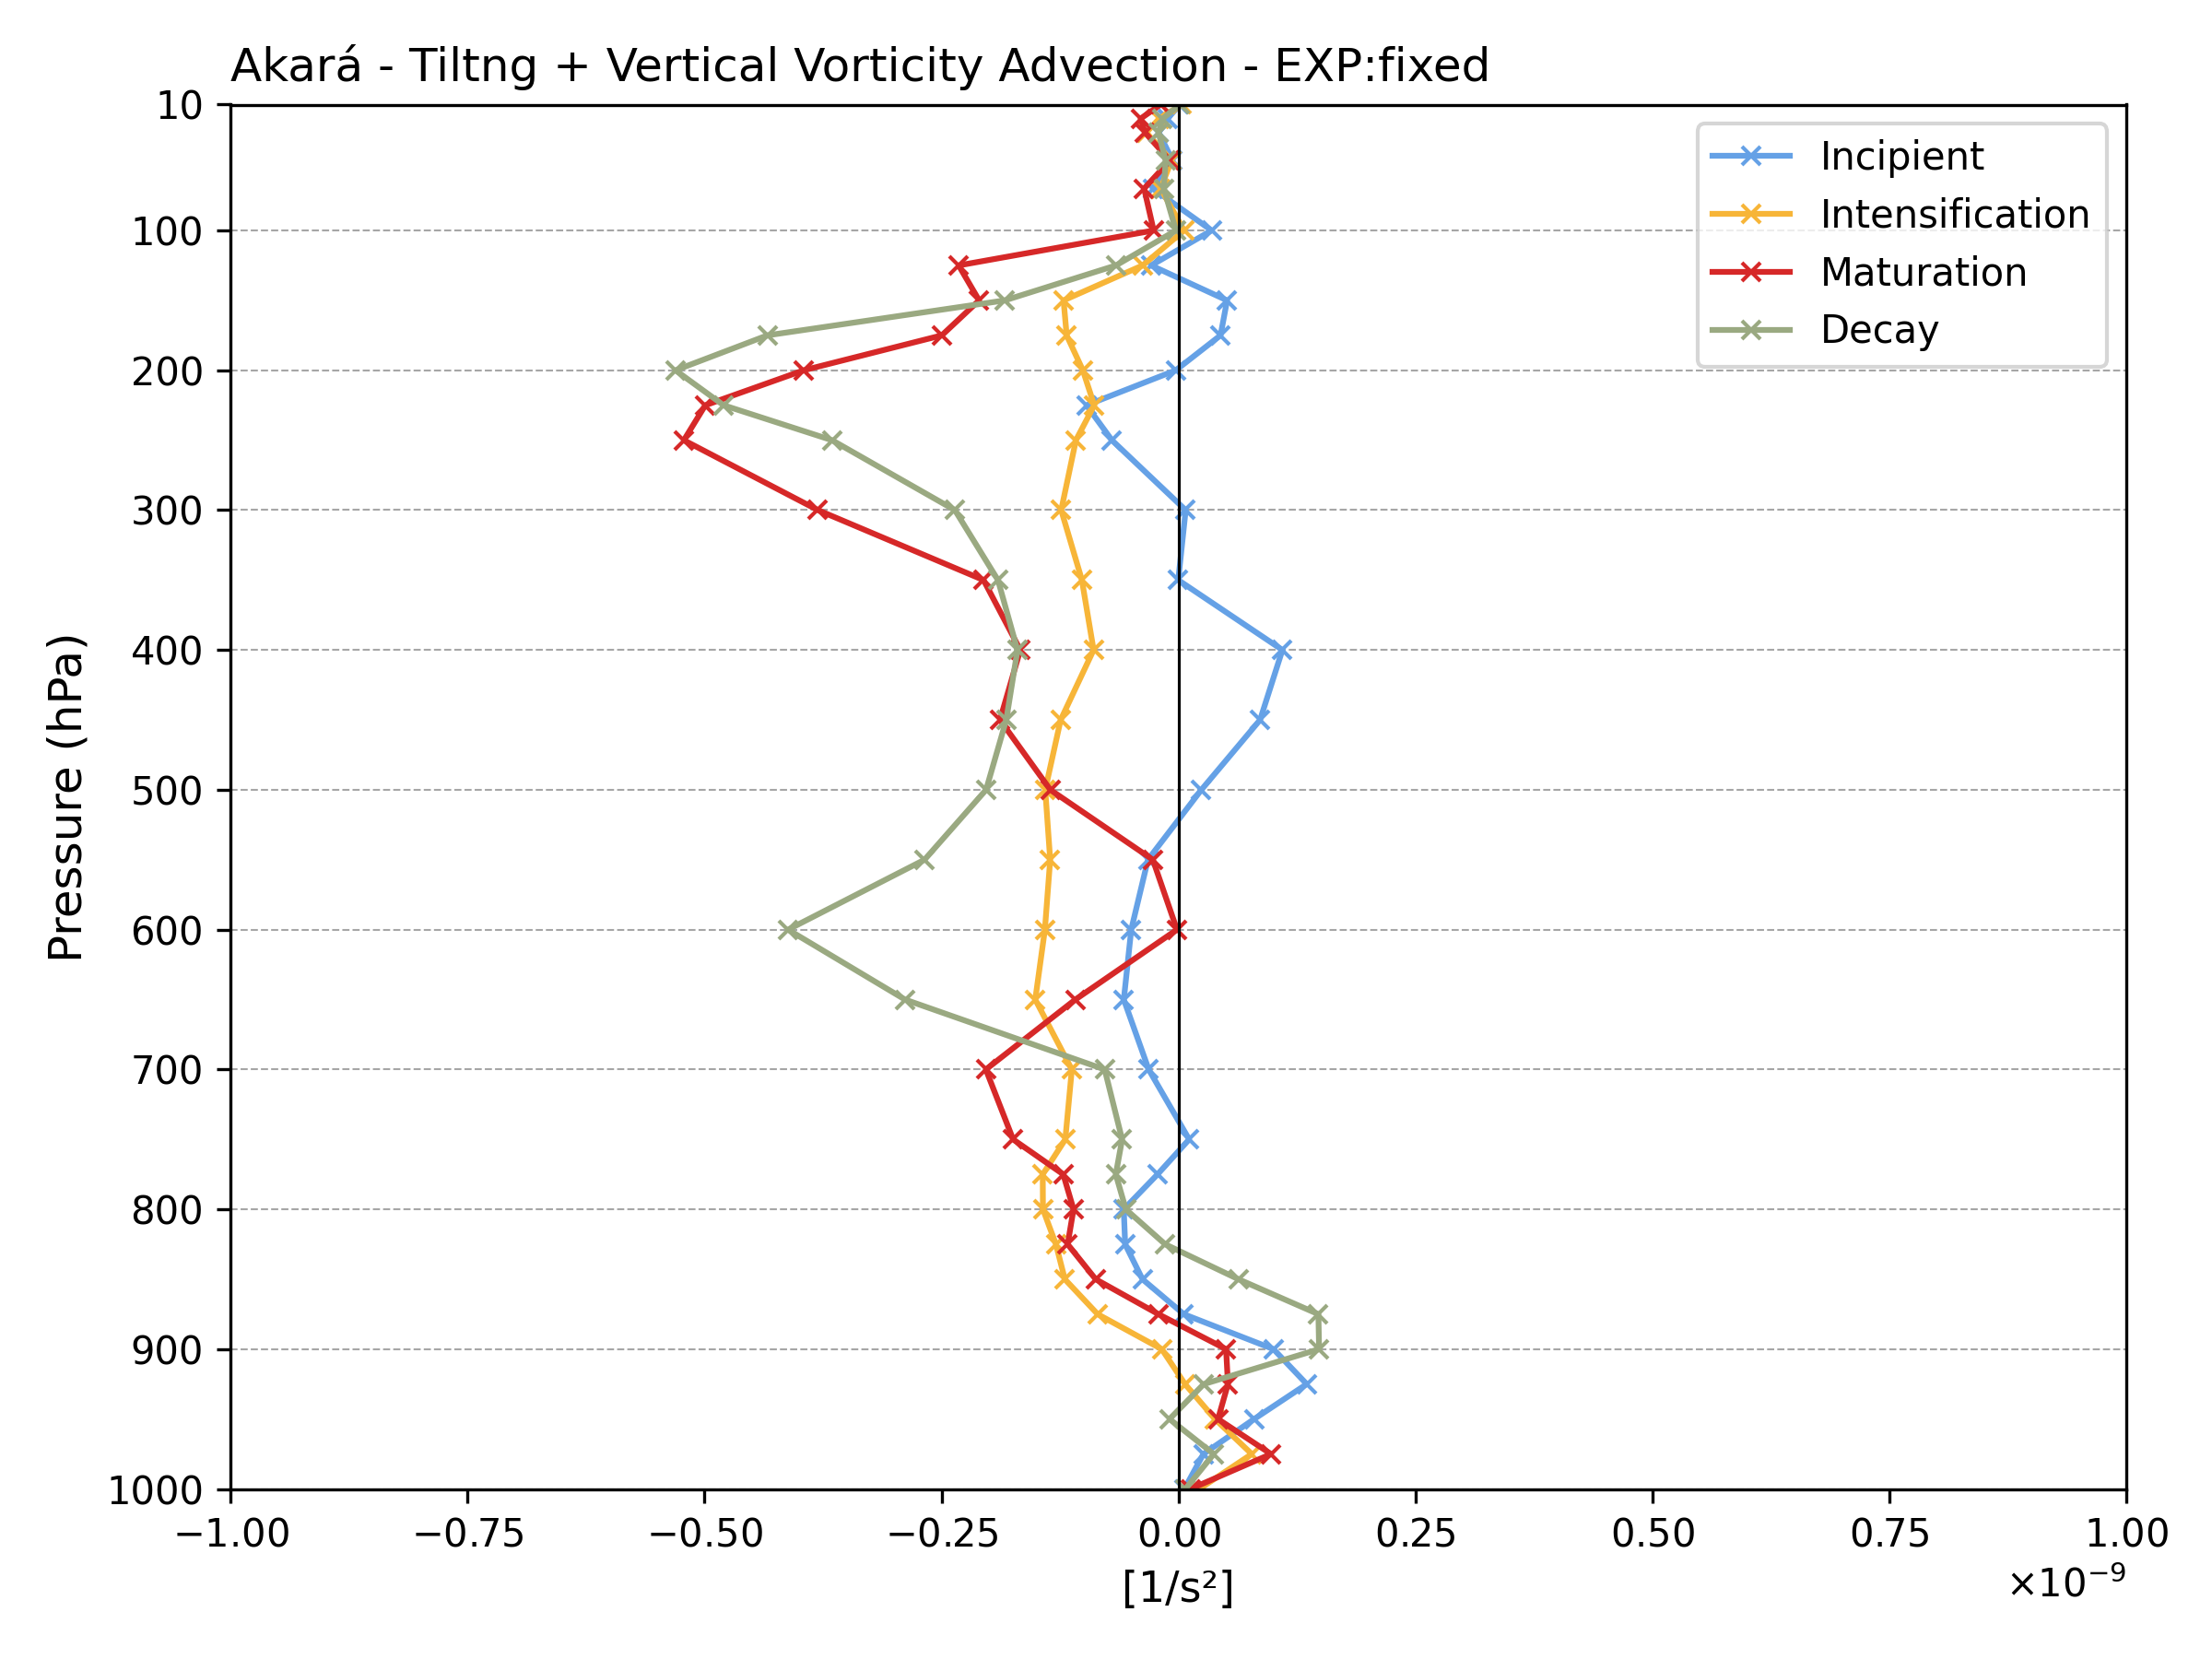 Akará - Tiltng + Vertical Vorticity Advection - EXP:fixed
Incipient
Intensification
Maturation
Decay
Pressure (hPa)
10
100
200
300
400
500
600
700
800
900
1000
−1.00 −0.75 −0.50 −0.25 0.00 0.25 0.50 0.75 1.00
[1/s²]
×10⁻⁹